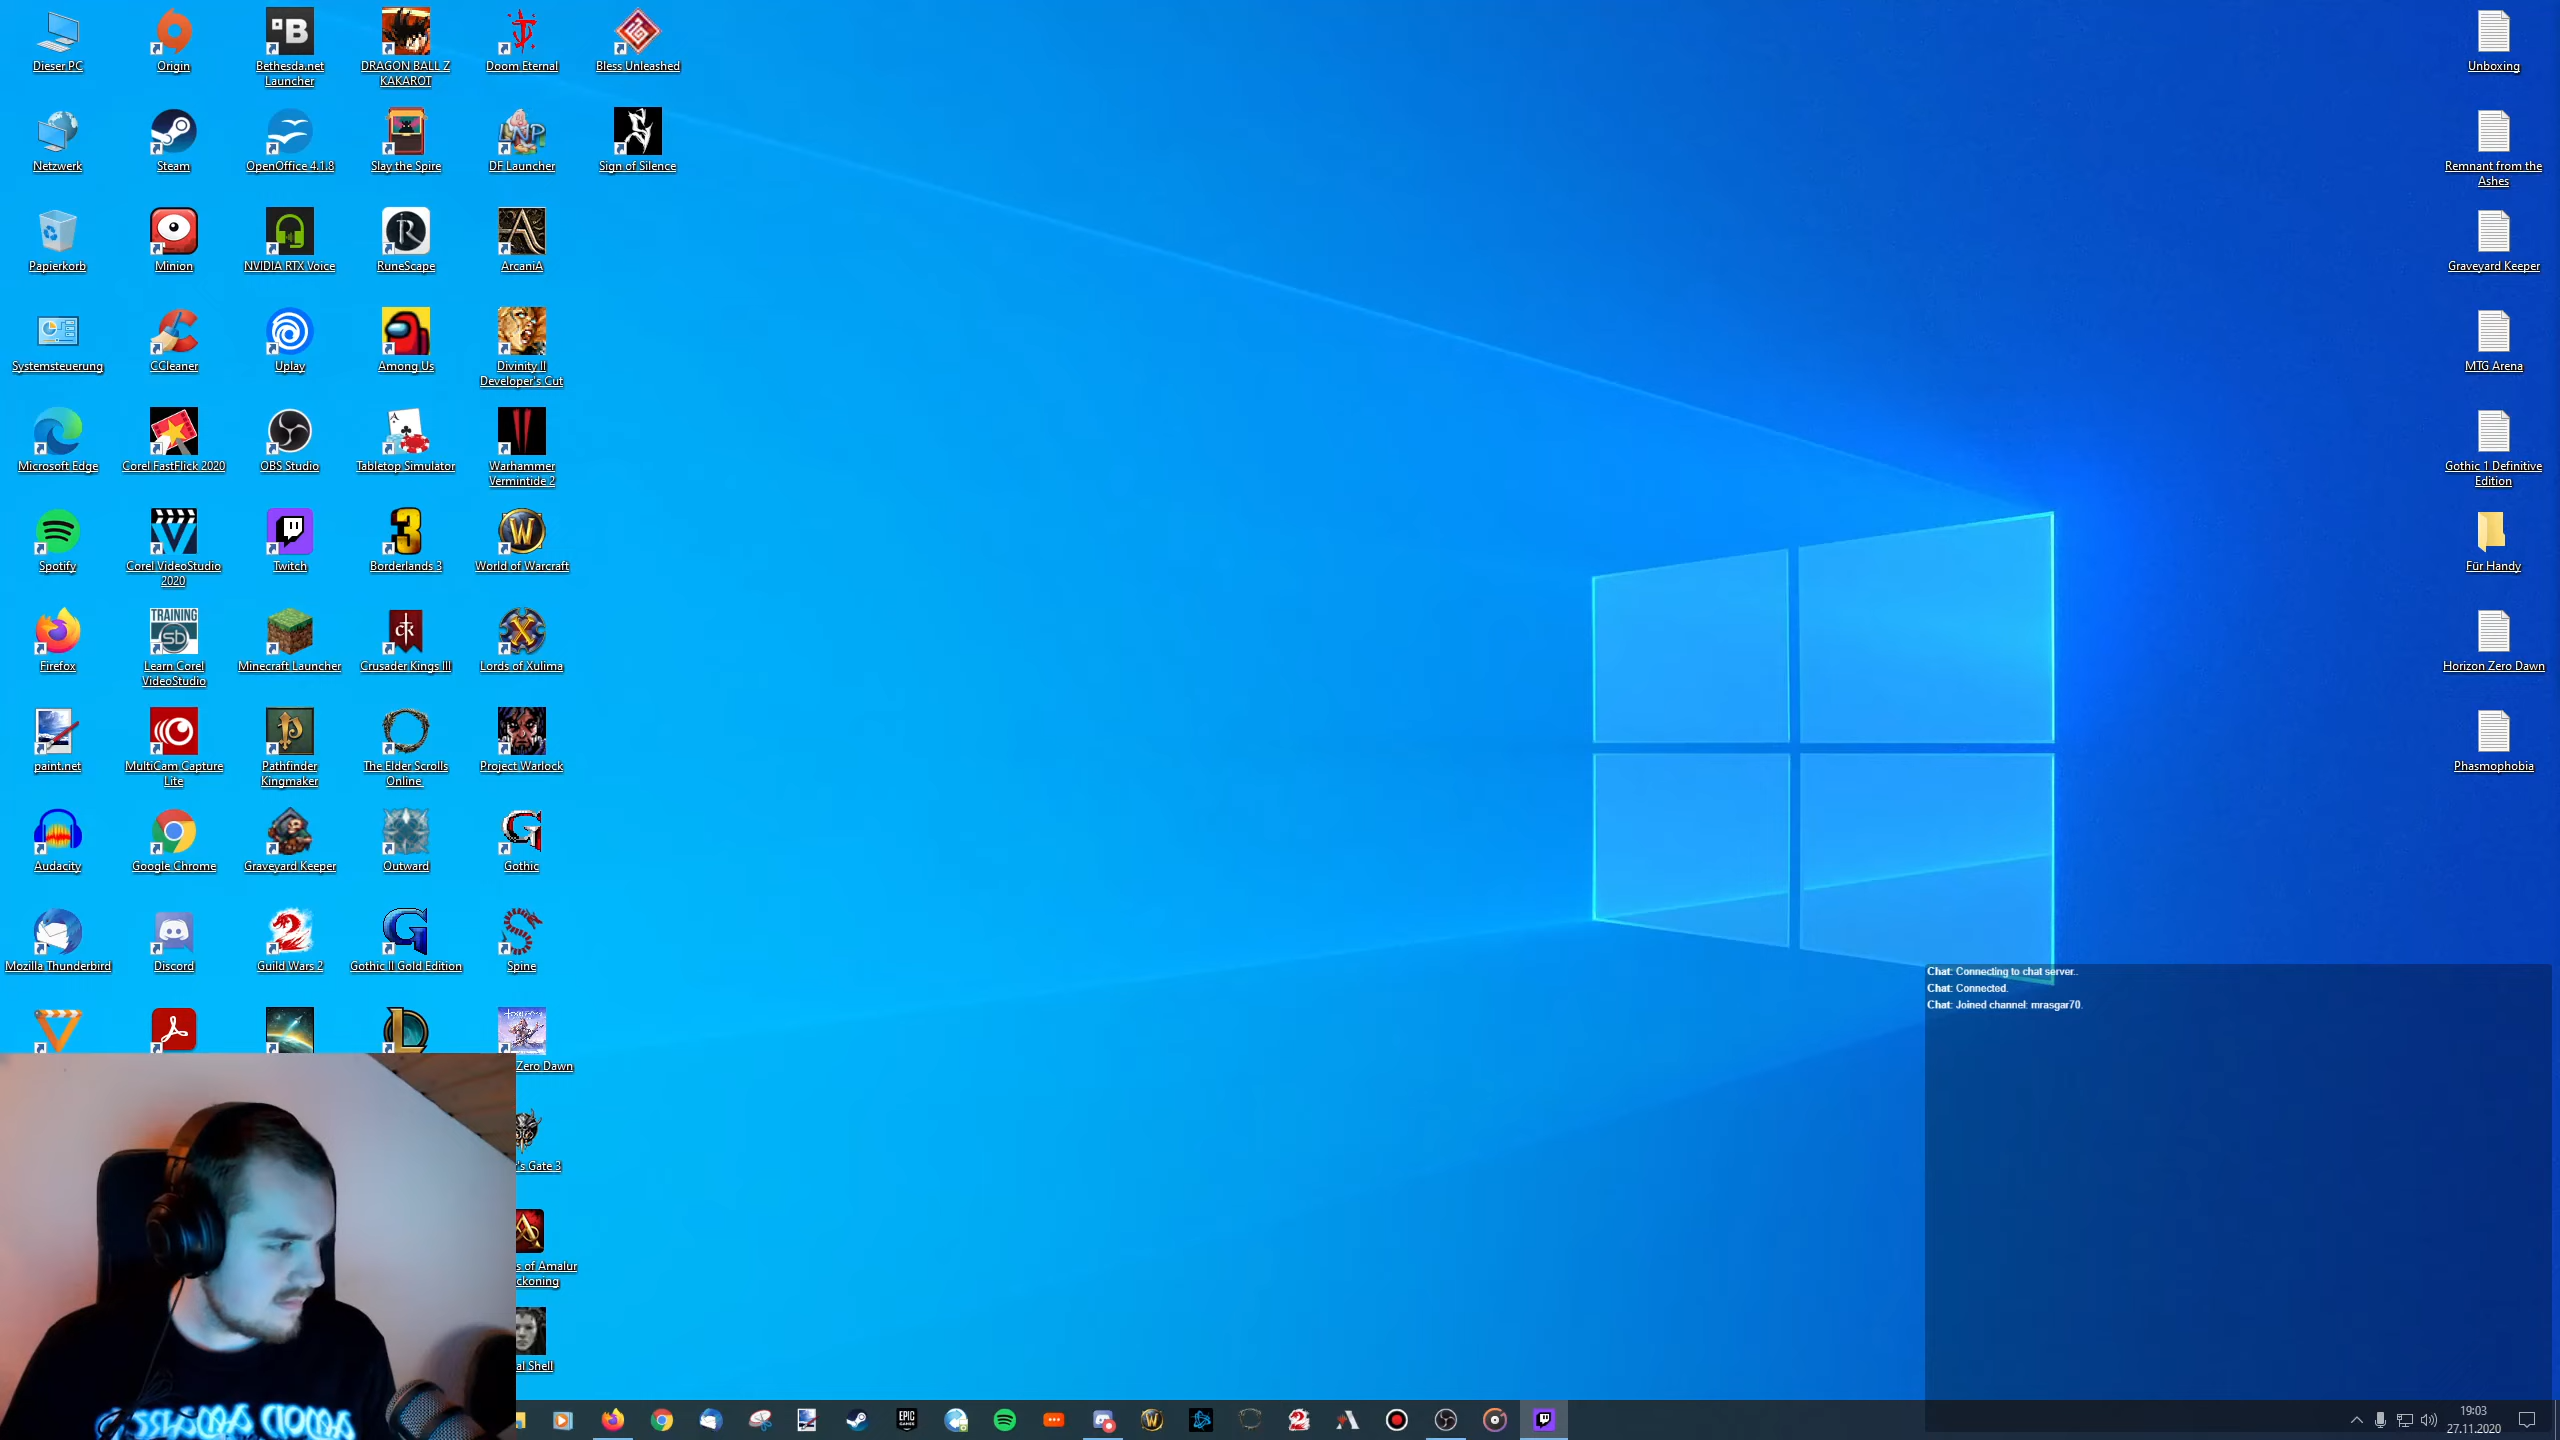 Dieser PC
Origin
Bethesda.net
Launcher
DRAGON BALL Z
KAKAROT
Doom Eternal
Bless Unleashed
Unboxing
Netzwerk
Steam
OpenOffice 4.1.8
Slay the Spire
LNP
DF Launcher
Sign of Silence
Remnant from the
Ashes
Papierkorb
Minion
NVIDIA RTX Voice
RuneScape
ArcaniA
Graveyard Keeper
Systemsteuerung
CCleaner
Uplay
Among Us
Divinity II
Developer's Cut
MTG Arena
Microsoft Edge
Corel FastFlick 2020
OBS Studio
Tabletop Simulator
Warhammer
Vermintide 2
Gothic 1 Definitive
Edition
Spotify
Corel VideoStudio
2020
Twitch
Borderlands 3
World of Warcraft
Für Handy
TRAINING
sb
Firefox
Learn Corel
VideoStudio
Minecraft Launcher
Crusader Kings III
Lords of Xulima
Horizon Zero Dawn
paint.net
MultiCam Capture
Lite
Pathfinder
Kingmaker
The Elder Scrolls
Online
Project Warlock
Phasmophobia
Audacity
Google Chrome
Graveyard Keeper
Outward
Gothic
Mozilla Thunderbird
Discord
Guild Wars 2
Gothic II Gold Edition
Spine
Chat: Connecting to chat server..
Chat: Connected.
Chat: Joined channel: mrasgar70.
Zero Dawn
's Gate 3
s of Amalur
ckoning
al Shell
EPIC
GAMES
19:03
27.11.2020